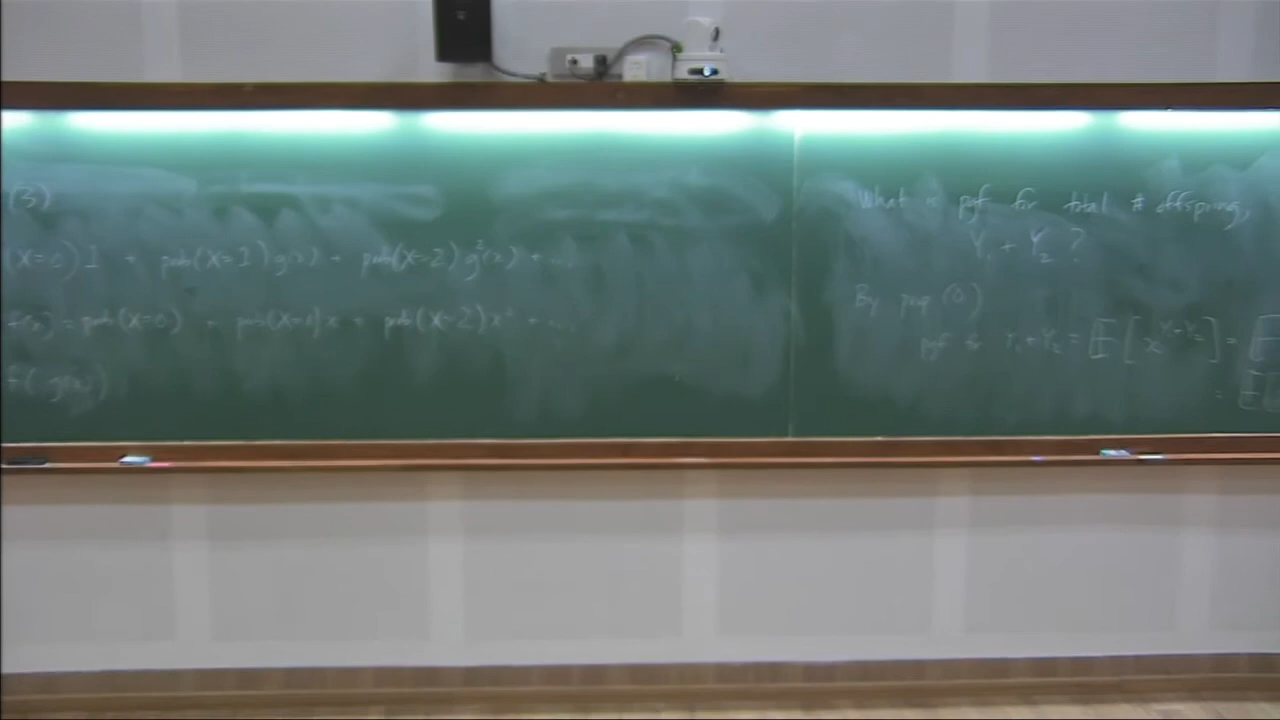 (3)
(X=0) 1 + prob(X=1) g(x) + prob(X=2) g²(x) + ...
f(x) = prob(X=0) + prob(X=1) x + prob(X=2) x² + ...
f(g(x))
What is pgf for total # offspring,
Y₁ + Y₂ ?
By prop (0)
pgf of Y₁+Y₂ = E[x^{Y₁+Y₂}] = E
= E[